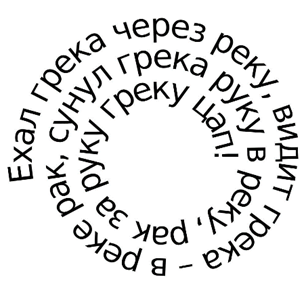 Ехал грека через реку, видит грека – в реке рак, сунул грека руку в реку, рак за руку греку цап!